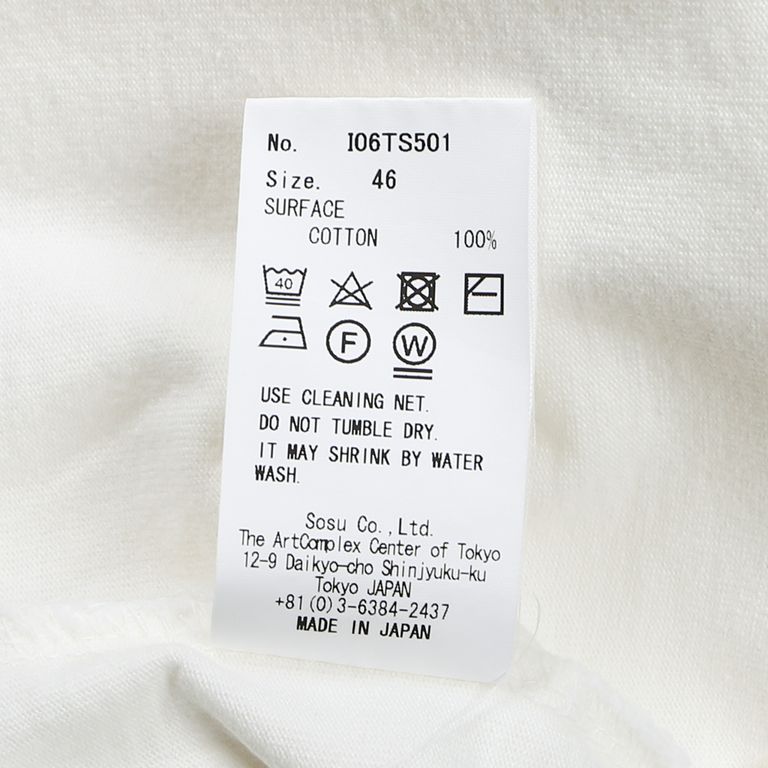 No. I06TS501
Size. 46
SURFACE
COTTON 100%
40
F W
USE CLEANING NET.
DO NOT TUMBLE DRY.
IT MAY SHRINK BY WATER
WASH.
Sosu Co.,Ltd.
The ArtComplex Center of Tokyo
12-9 Daikyo-cho Shinjyuku-ku
Tokyo JAPAN
+81(0)3-6384-2437
MADE IN JAPAN